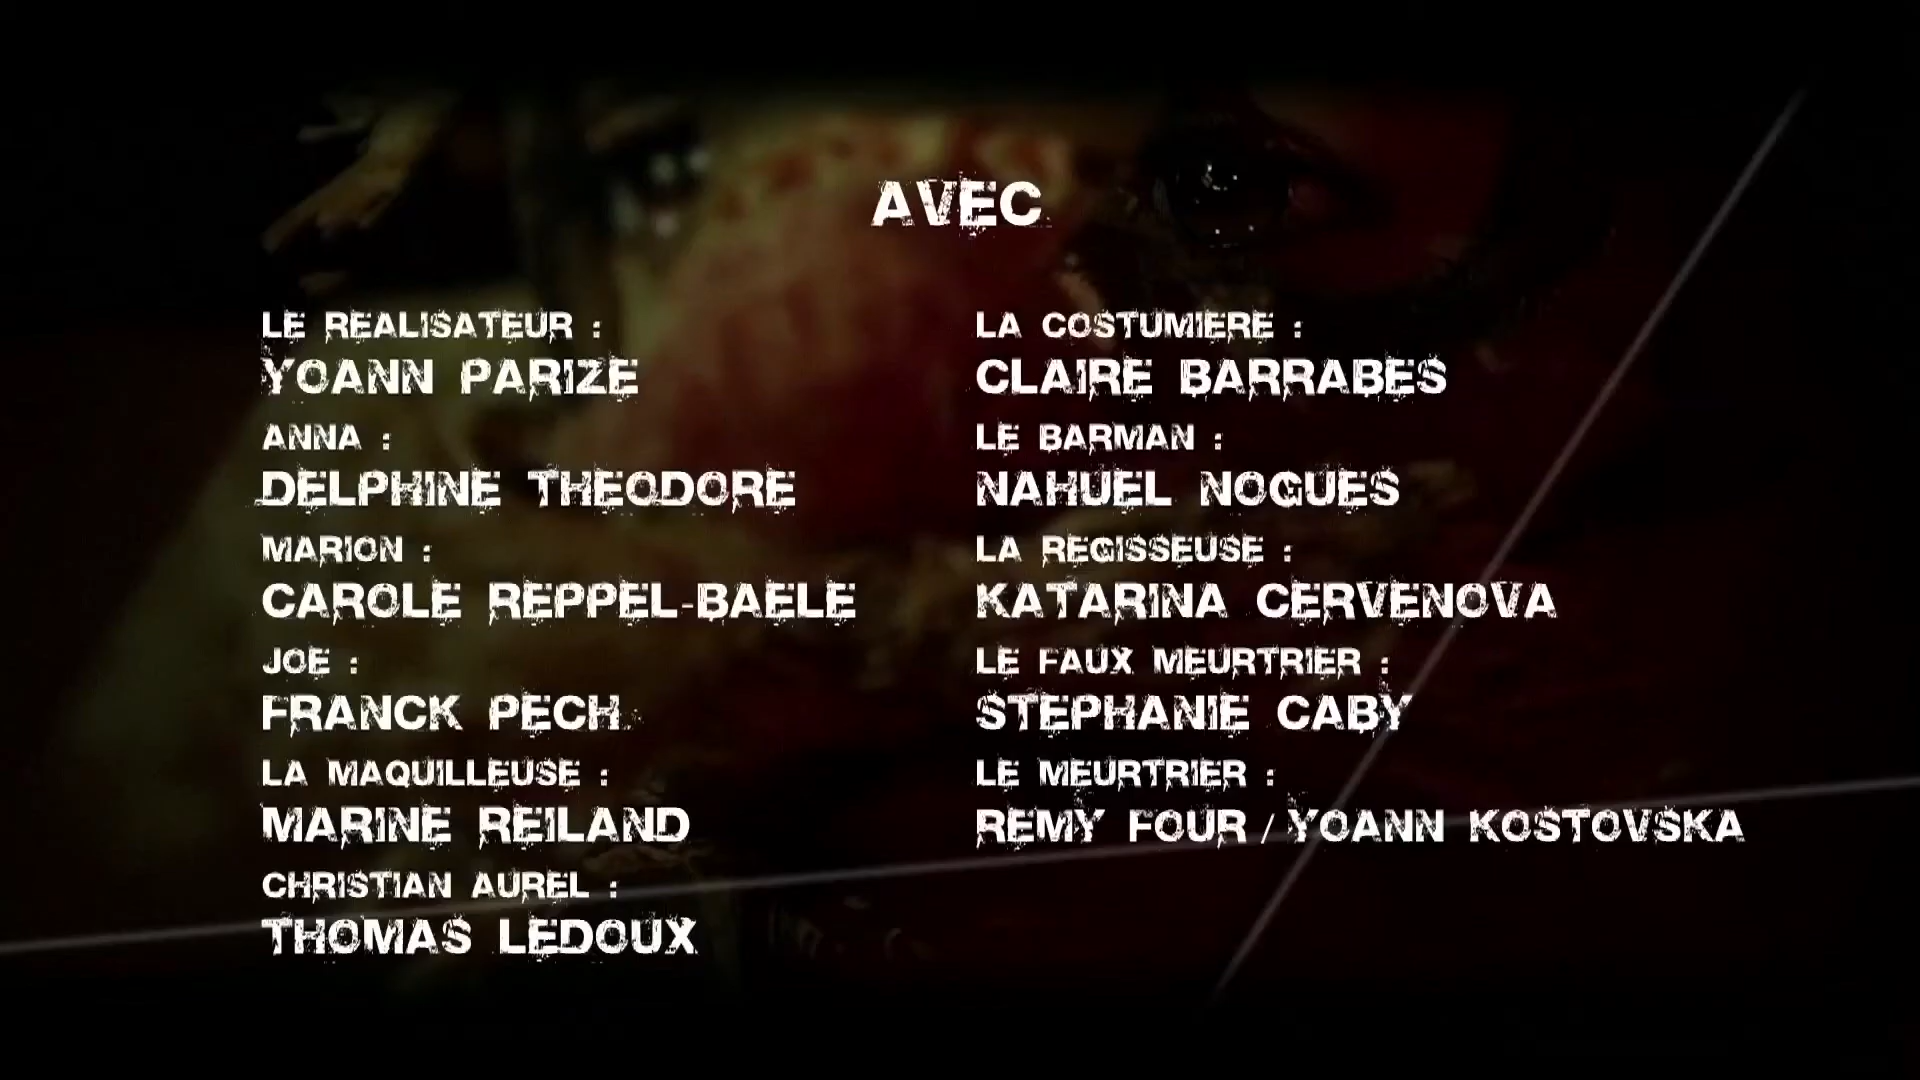 AVEC
LE REALISATEUR :
YOANN PARIZE
ANNA :
DELPHINE THEODORE
MARION :
CAROLE REPPEL-BAELE
JOE :
FRANCK PECH
LA MAQUILLEUSE :
MARINE REILAND
CHRISTIAN AUREL :
THOMAS LEDOUX
LA COSTUMIERE :
CLAIRE BARRABES
LE BARMAN :
NAHUEL NOGUES
LA REGISSEUSE :
KATARINA CERVENOVA
LE FAUX MEURTRIER :
STEPHANIE CABY
LE MEURTRIER :
REMY FOUR / YOANN KOSTOVSKA